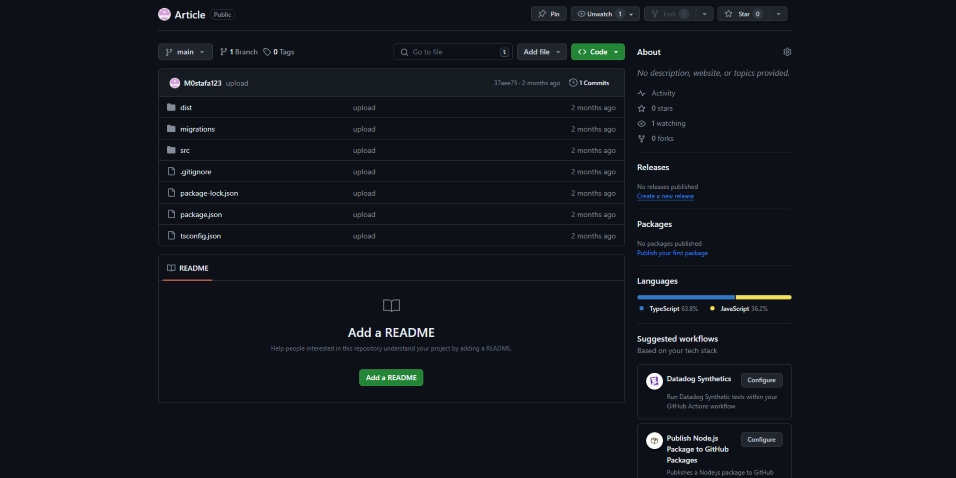 Article Public
Pin Unwatch 1 Fork 0 Star 0
main 1 Branch 0 Tags Go to file t Add file Code
M0stafa123 upload 37aee75 · 2 months ago 1 Commits
dist upload 2 months ago
migrations upload 2 months ago
src upload 2 months ago
.gitignore upload 2 months ago
package-lock.json upload 2 months ago
package.json upload 2 months ago
tsconfig.json upload 2 months ago
README
Add a README
Help people interested in this repository understand your project by adding a README.
Add a README
About
No description, website, or topics provided.
Activity
0 stars
1 watching
0 forks
Releases
No releases published
Create a new release
Packages
No packages published
Publish your first package
Languages
TypeScript 63.8% JavaScript 36.2%
Suggested workflows
Based on your tech stack
Datadog Synthetics Configure
Run Datadog Synthetic tests within your
GitHub Actions workflow
Publish Node.js Configure
Package to GitHub
Packages
Publishes a Node.js package to GitHub